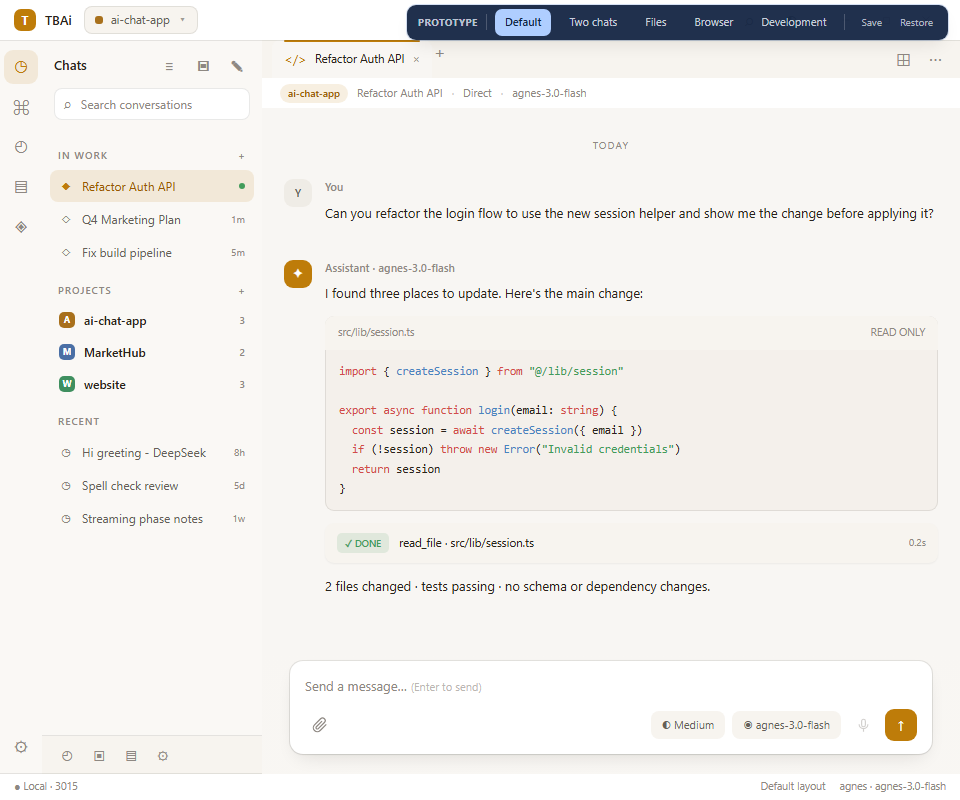 T TBAi ai-chat-app
PROTOTYPE Default Two chats Files Browser Development Save Restore
Chats
</> Refactor Auth API × +
Search conversations
ai-chat-app Refactor Auth API · Direct · agnes-3.0-flash
IN WORK +
Refactor Auth API
Q4 Marketing Plan 1m
Fix build pipeline 5m
PROJECTS +
A ai-chat-app 3
M MarketHub 2
W website 3
RECENT
Hi greeting - DeepSeek 8h
Spell check review 5d
Streaming phase notes 1w
TODAY
Y You
Can you refactor the login flow to use the new session helper and show me the change before applying it?
Assistant · agnes-3.0-flash
I found three places to update. Here's the main change:
src/lib/session.ts READ ONLY
import { createSession } from "@/lib/session"
export async function login(email: string) {
const session = await createSession({ email })
if (!session) throw new Error("Invalid credentials")
return session
}
✓ DONE read_file · src/lib/session.ts 0.2s
2 files changed · tests passing · no schema or dependency changes.
Send a message... (Enter to send)
Medium agnes-3.0-flash
Local · 3015
Default layout agnes · agnes-3.0-flash